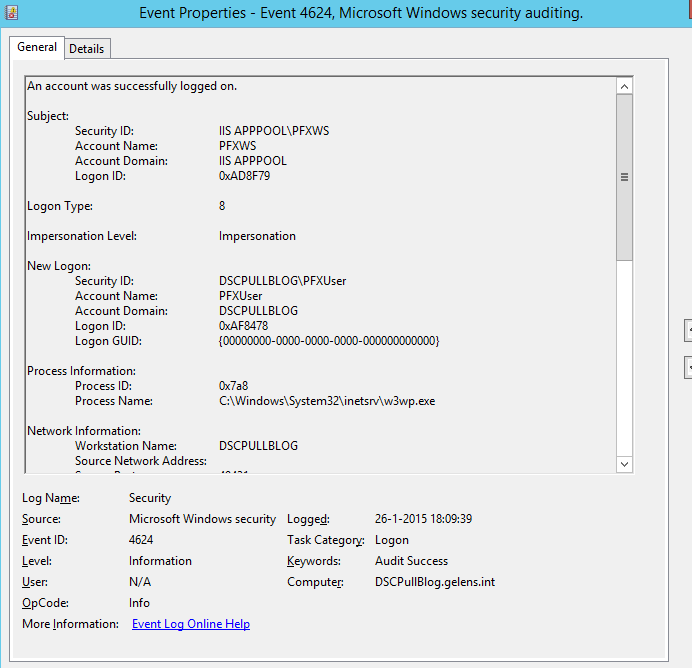 Event Properties - Event 4624, Microsoft Windows security auditing.
General Details
An account was successfully logged on.
Subject:
Security ID: IIS APPPOOL\PFXWS
Account Name: PFXWS
Account Domain: IIS APPPOOL
Logon ID: 0xAD8F79
Logon Type: 8
Impersonation Level: Impersonation
New Logon:
Security ID: DSCPULLBLOG\PFXUser
Account Name: PFXUser
Account Domain: DSCPULLBLOG
Logon ID: 0xAF8478
Logon GUID: {00000000-0000-0000-0000-000000000000}
Process Information:
Process ID: 0x7a8
Process Name: C:\Windows\System32\inetsrv\w3wp.exe
Network Information:
Workstation Name: DSCPULLBLOG
Source Network Address:
Log Name: Security
Source: Microsoft Windows security Logged: 26-1-2015 18:09:39
Event ID: 4624 Task Category: Logon
Level: Information Keywords: Audit Success
User: N/A Computer: DSCPullBlog.gelens.int
OpCode: Info
More Information: Event Log Online Help